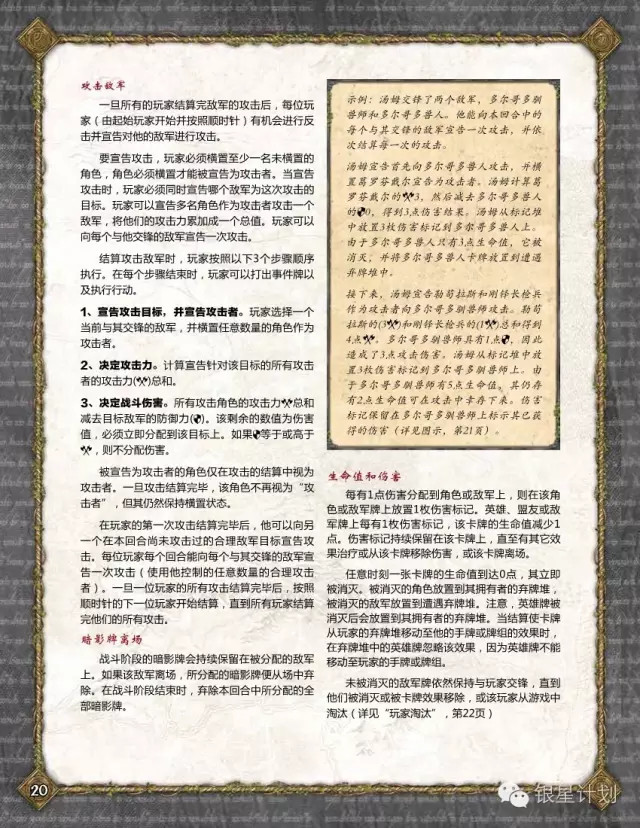 攻击敌军
一旦所有的玩家结算完敌军的攻击后，每位玩
家（由起始玩家开始并按照顺时针）有机会进行反
击并宣告对他的敌军进行攻击。
要宣告攻击，玩家必须横置至少一名未横置的
角色，角色必须横置才能被宣告为攻击者。当宣告
攻击时，玩家必须同时宣告哪个敌军为这次攻击的
目标。玩家可以宣告多名角色作为攻击者攻击一个
敌军，将他们的攻击力累加成一个总值。玩家可以
向每个与他交锋的敌军宣告一次攻击。
结算攻击敌军时，玩家按照以下3个步骤顺序
执行。在每个步骤结束时，玩家可以打出事件牌以
及执行行动。
1、宣告攻击目标，并宣告攻击者。玩家选择一个
当前与其交锋的敌军，并横置任意数量的角色作为
攻击者。
2、决定攻击力。计算宣告针对该目标的所有攻击
者的攻击力()总和。
3、决定战斗伤害。所有攻击角色的攻击力总和
减去目标敌军的防御力()。该剩余的数值为伤害
值，必须立即分配到该目标上。如果等于或高于
，则不分配伤害。
被宣告为攻击者的角色仅在攻击的结算中视为
攻击者。一旦攻击结算完毕，该角色不再视为“攻
击者”，但其仍然保持横置状态。
在玩家的第一次攻击结算完毕后，他可以向另
一个在本回合尚未攻击过的合理敌军目标宣告攻
击。每位玩家每个回合能向每个与其交锋的敌军宣
告一次攻击（使用他控制的任意数量的合理攻击
者）。一旦一位玩家的所有攻击结算完毕后，按照
顺时针的下一位玩家开始结算，直到所有玩家结算
完他们的所有攻击。
暗影牌离场
战斗阶段的暗影牌会持续保留在被分配的敌军
上。如果该敌军离场，所分配的暗影牌便从场中弃
除。在战斗阶段结束时，弃除本回合中所分配的全
部暗影牌。
示例：汤姆交锋了两个敌军，多尔哥多驯
兽师和多尔哥多兽人。他能向本回合中的
每个与其交锋的敌军宣告一次攻击，并依
次结算每一次的攻击。
汤姆宣告首先向多尔哥多兽人攻击，并横
置葛罗芬戴尔宣告为攻击者。汤姆计算葛
罗芬戴尔的3，然后减去多尔哥多兽人
的0，得到3点伤害结果。汤姆从标记堆
中放置3枚伤害标记到多尔哥多兽人上。
由于多尔哥多兽人只有3点生命值，它被
消灭，并将多尔哥多兽人卡牌放置到遭遇
弃牌堆中。
接下来，汤姆宣告勒苟拉斯和刚铎长枪兵
作为攻击者向多尔哥多驯兽师攻击。勒苟
拉斯的(3)和刚铎长枪兵的(1)总和得到
4点。多尔哥多驯兽师具有1点，因此
造成了3点攻击伤害。汤姆从标记堆中放
置3枚伤害标记到多尔哥多驯兽师上。由
于多尔哥多驯兽师有5点生命值，其仍存
有2点生命值可在攻击中幸存下来。伤害
标记保留在多尔哥多驯兽师上标示其已获
得的伤害（详见图示，第21页）。
生命值和伤害
每有1点伤害分配到角色或敌军上，则在该角
色或敌军牌上放置1枚伤害标记。英雄、盟友或敌
军牌上每有1枚伤害标记，该卡牌的生命值减少1
点。伤害标记持续保留在该卡牌上，直至有其它效
果治疗或从该卡牌移除伤害，或该卡牌离场。
任意时刻一张卡牌的生命值到达0点，其立即
被消灭。被消灭的角色放置到其拥有者的弃牌堆，
被消灭的敌军放置到遭遇弃牌堆。注意，英雄牌被
消灭后会放置到其拥有者的弃牌堆。当结算使卡牌
从玩家的弃牌堆移动至他的手牌或牌组的效果时，
在弃牌堆中的英雄牌忽略该效果，因为英雄牌不能
移动至玩家的手牌或牌组。
未被消灭的敌军牌依然保持与玩家交锋，直到
他们被消灭或被卡牌效果移除，或该玩家从游戏中
淘汰（详见“玩家淘汰”，第22页）
20
银星计划